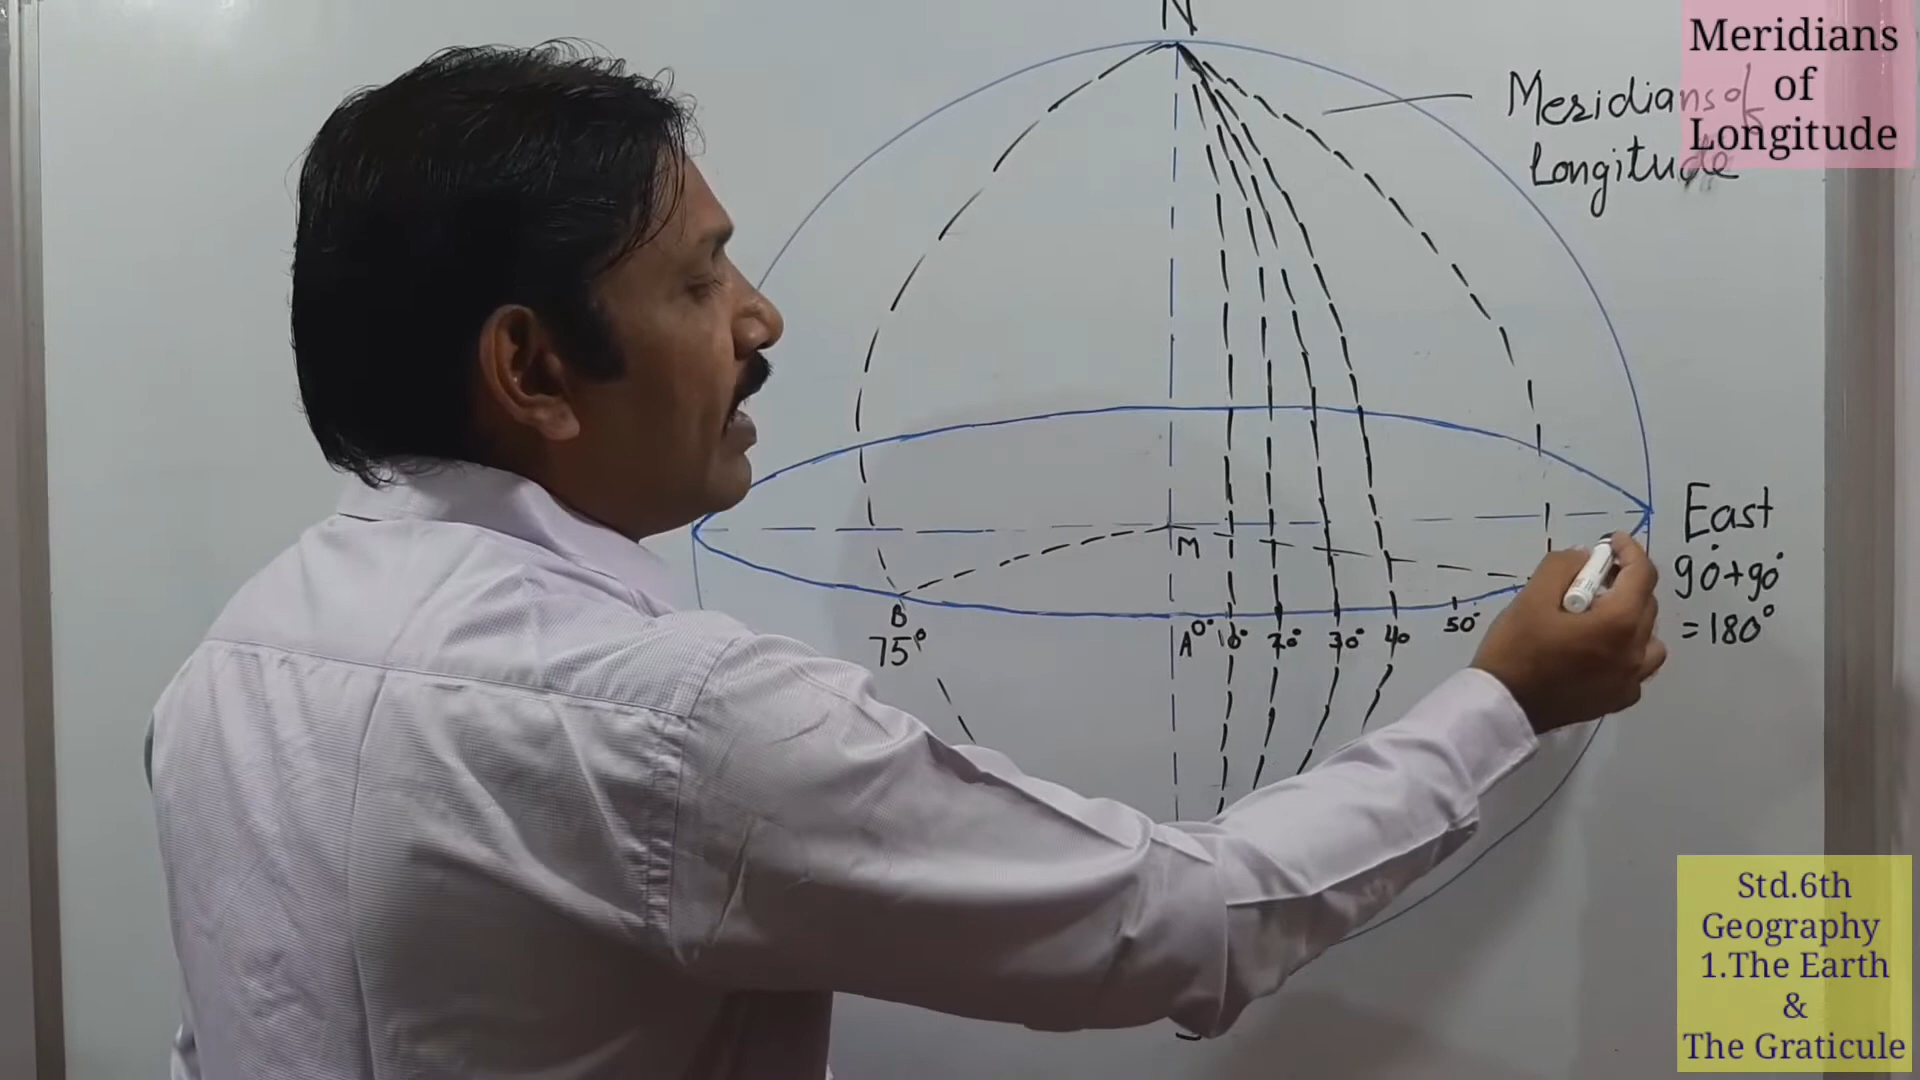 N
Meridians of
Longitude
Meridians
of
Longitude
East
90°+90°
=180°
M
B
75°
A 0° 10° 20° 30° 40 50°
Std.6th
Geography
1.The Earth
&
The Graticule